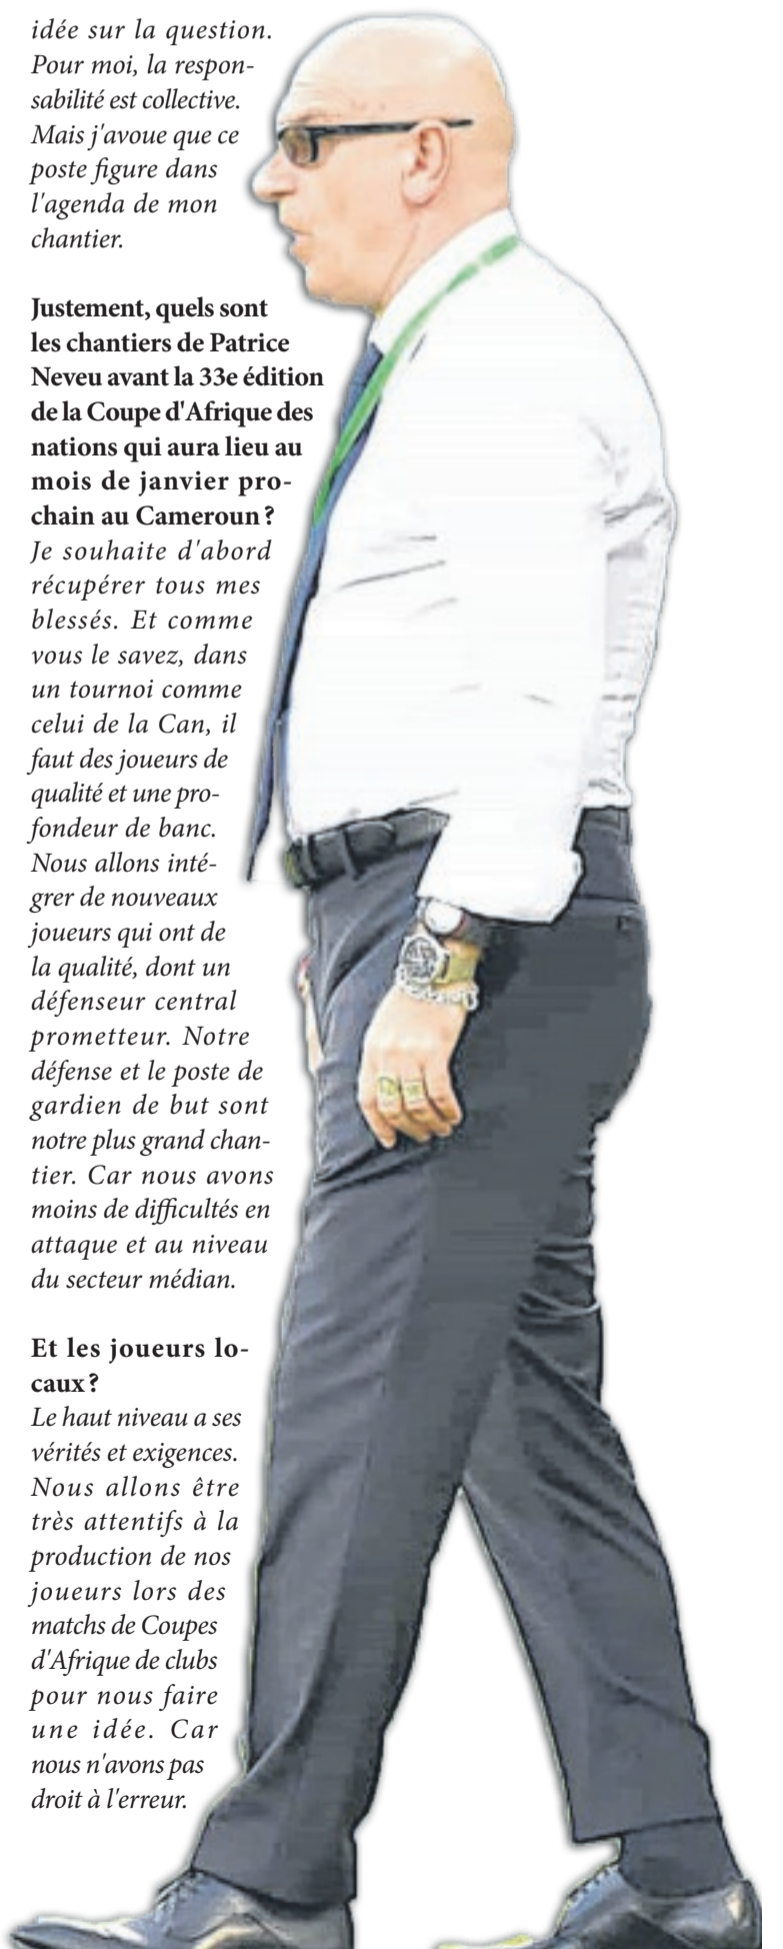 idée sur la question.
Pour moi, la respon-
sabilité est collective.
Mais j'avoue que ce
poste figure dans
l'agenda de mon
chantier.
Justement, quels sont
les chantiers de Patrice
Neveu avant la 33e édition
de la Coupe d'Afrique des
nations qui aura lieu au
mois de janvier pro-
chain au Cameroun ?
Je souhaite d'abord
récupérer tous mes
blessés. Et comme
vous le savez, dans
un tournoi comme
celui de la Can, il
faut des joueurs de
qualité et une pro-
fondeur de banc.
Nous allons inté-
grer de nouveaux
joueurs qui ont de
la qualité, dont un
défenseur central
prometteur. Notre
défense et le poste de
gardien de but sont
notre plus grand chan-
tier. Car nous avons
moins de difficultés en
attaque et au niveau
du secteur médian.
Et les joueurs lo-
caux ?
Le haut niveau a ses
vérités et exigences.
Nous allons être
très attentifs à la
production de nos
joueurs lors des
matchs de Coupes
d'Afrique de clubs
pour nous faire
une idée. Car
nous n'avons pas
droit à l'erreur.